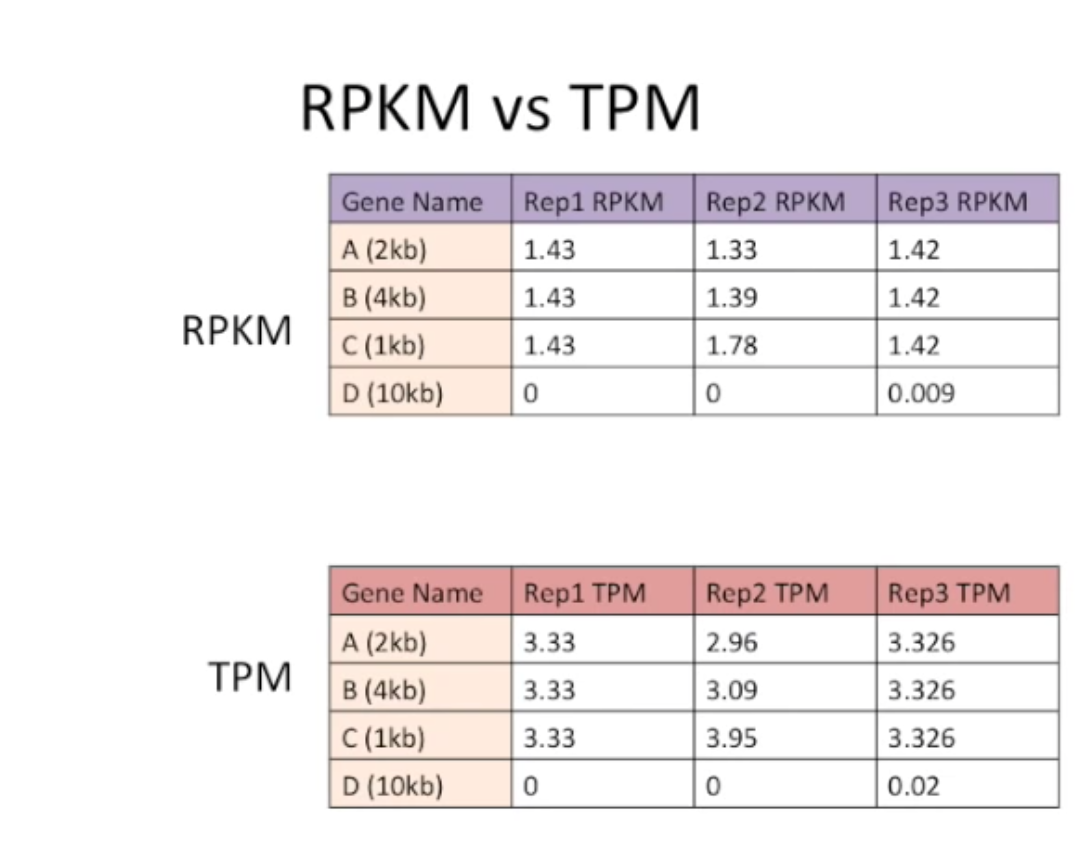 RPKM vs TPM
RPKM
Gene Name Rep1 RPKM Rep2 RPKM Rep3 RPKM
A (2kb) 1.43 1.33 1.42
B (4kb) 1.43 1.39 1.42
C (1kb) 1.43 1.78 1.42
D (10kb) 0 0 0.009
TPM
Gene Name Rep1 TPM Rep2 TPM Rep3 TPM
A (2kb) 3.33 2.96 3.326
B (4kb) 3.33 3.09 3.326
C (1kb) 3.33 3.95 3.326
D (10kb) 0 0 0.02